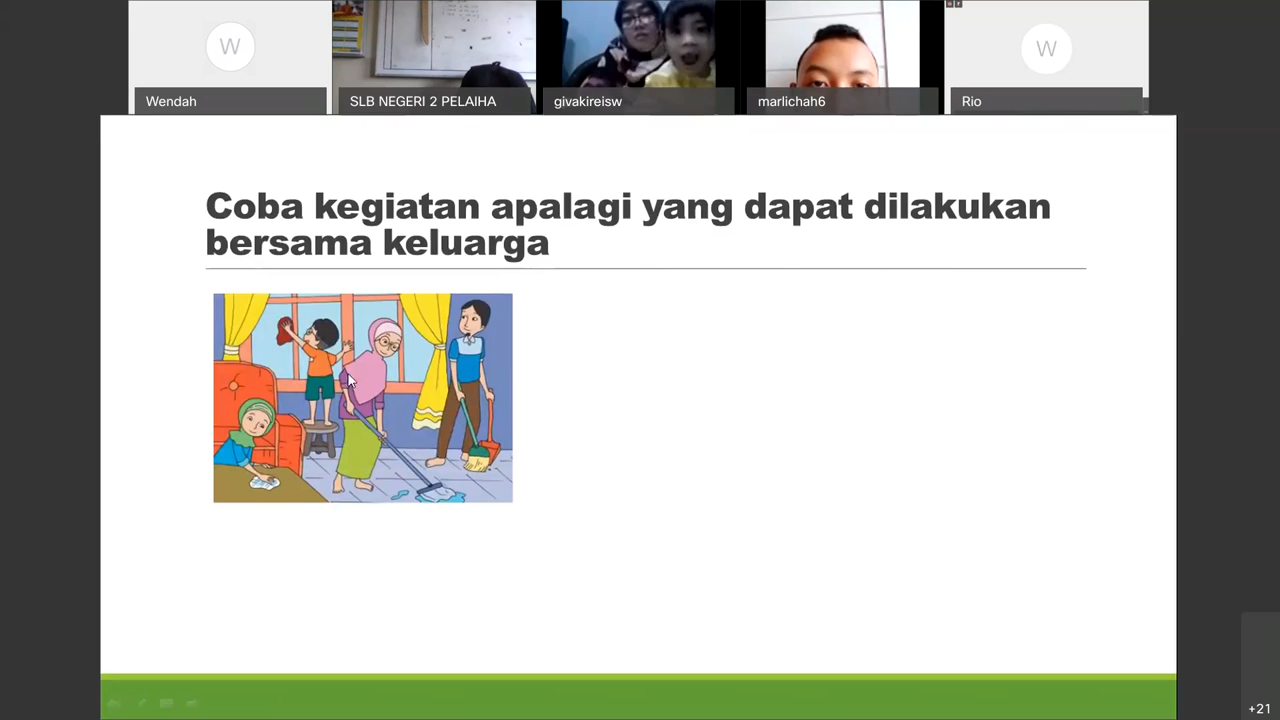 W
W
Wendah
SLB NEGERI 2 PELAIHA
givakireisw
marlichah6
Rio
Coba kegiatan apalagi yang dapat dilakukan
bersama keluarga
+21